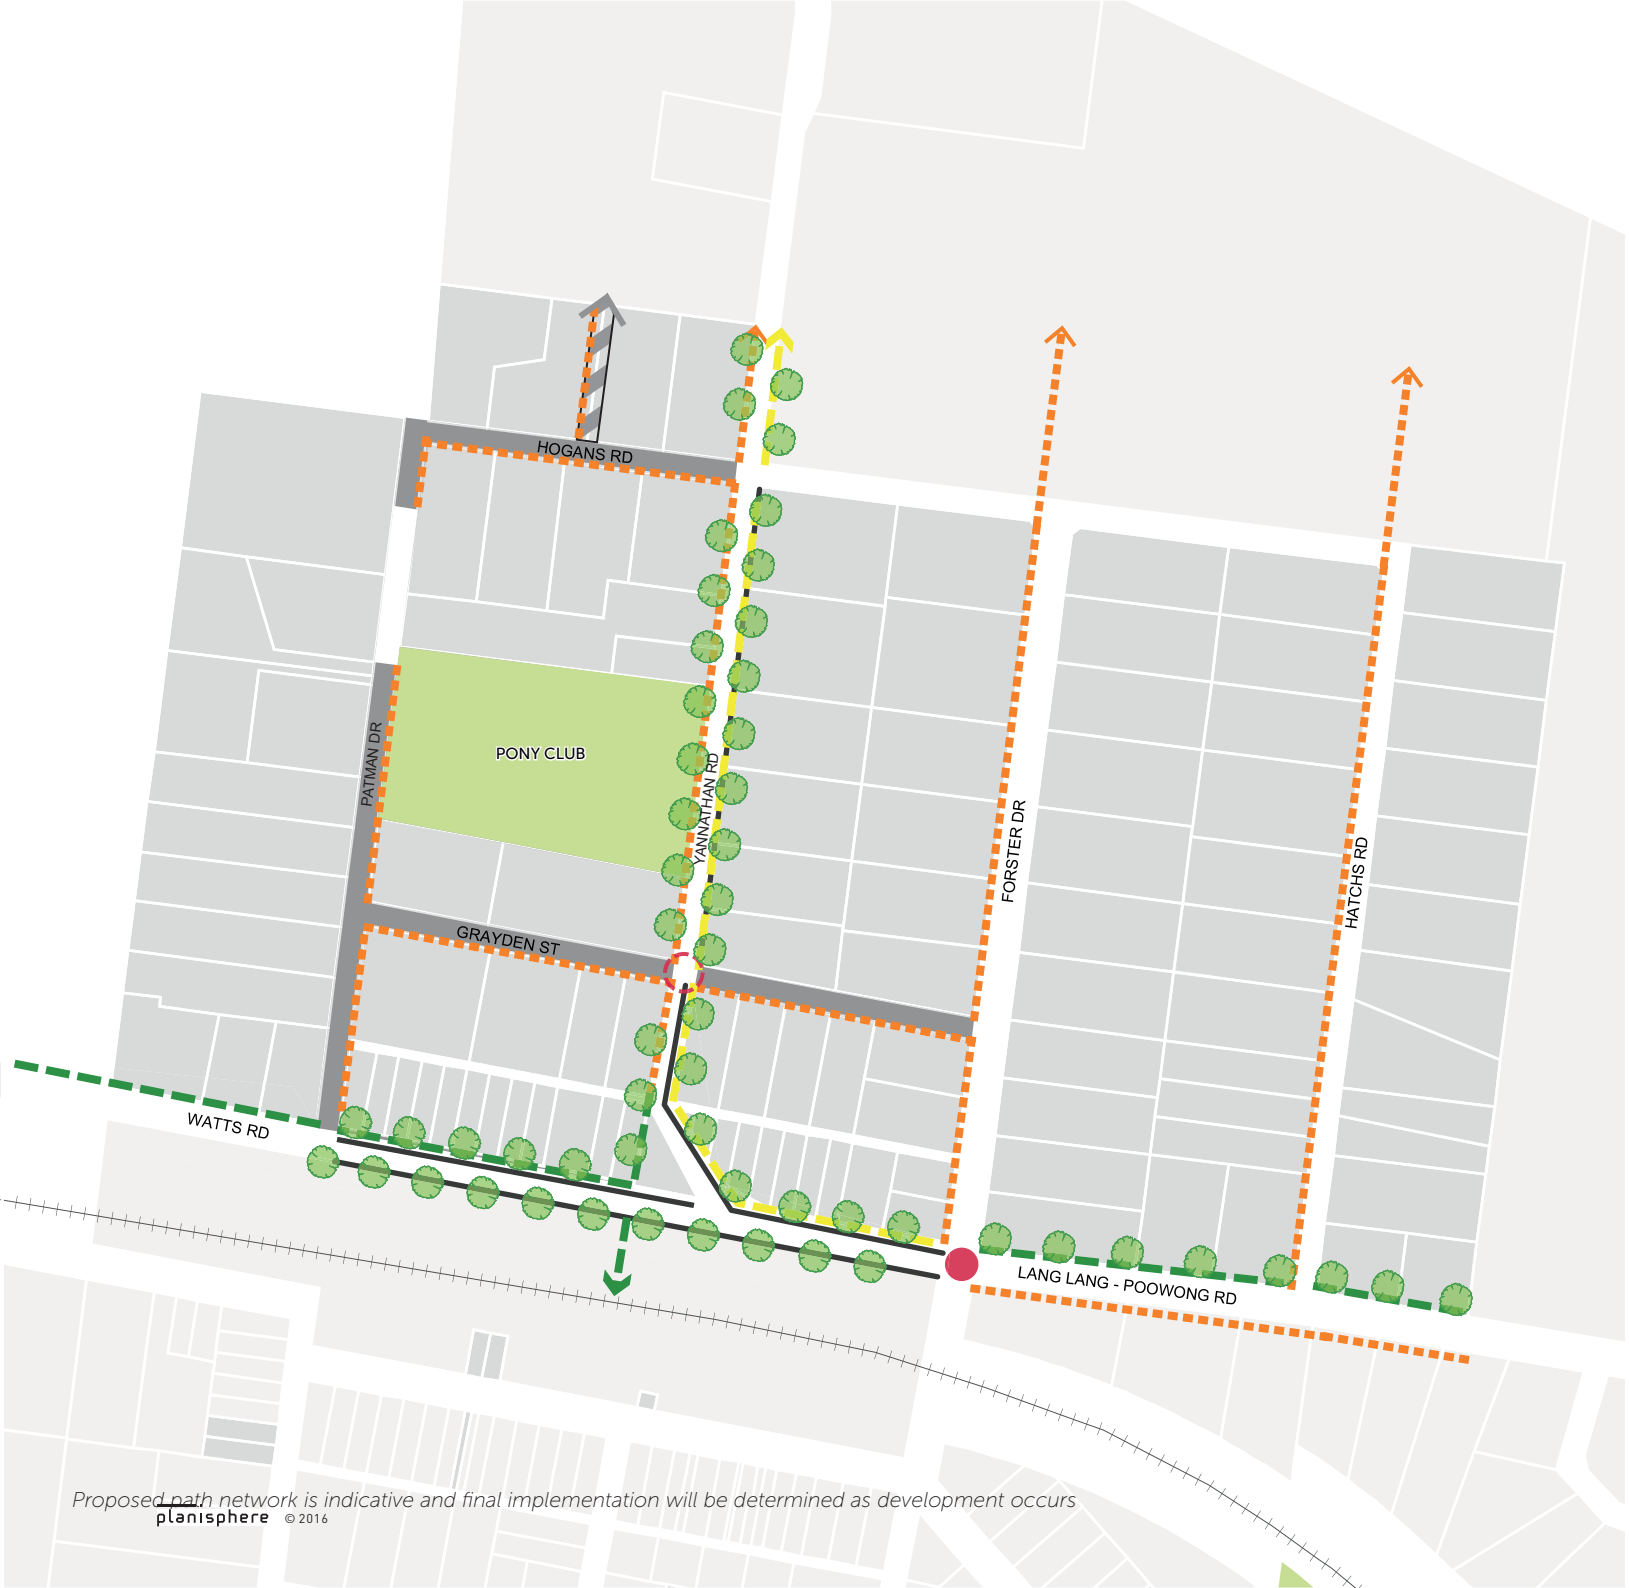 HOGANS RD
PONY CLUB
PATMAN DR
YANNATHAN RD
FORSTER DR
HATCHS RD
GRAYDEN ST
WATTS RD
LANG LANG - POOWONG RD
Proposed path network is indicative and final implementation will be determined as development occurs
planisphere © 2016